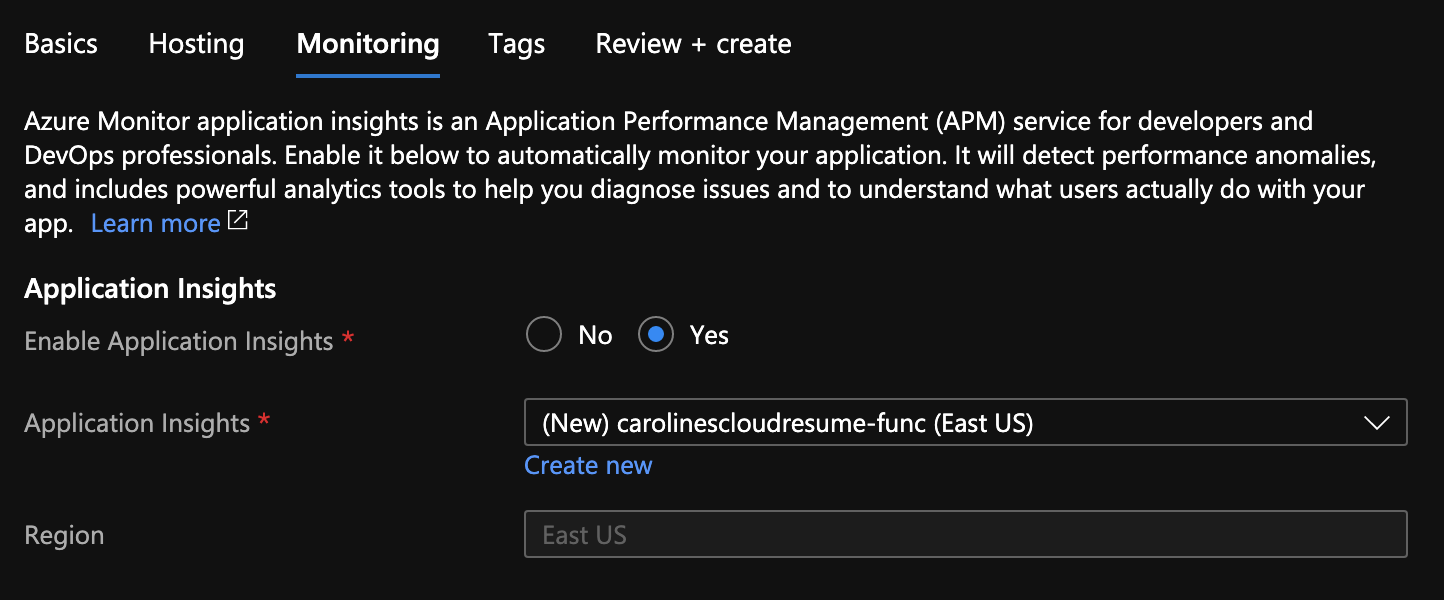 Basics Hosting Monitoring Tags Review + create
Azure Monitor application insights is an Application Performance Management (APM) service for developers and
DevOps professionals. Enable it below to automatically monitor your application. It will detect performance anomalies,
and includes powerful analytics tools to help you diagnose issues and to understand what users actually do with your
app. Learn more
Application Insights
Enable Application Insights * No Yes
Application Insights * (New) carolinescloudresume-func (East US)
Create new
Region East US